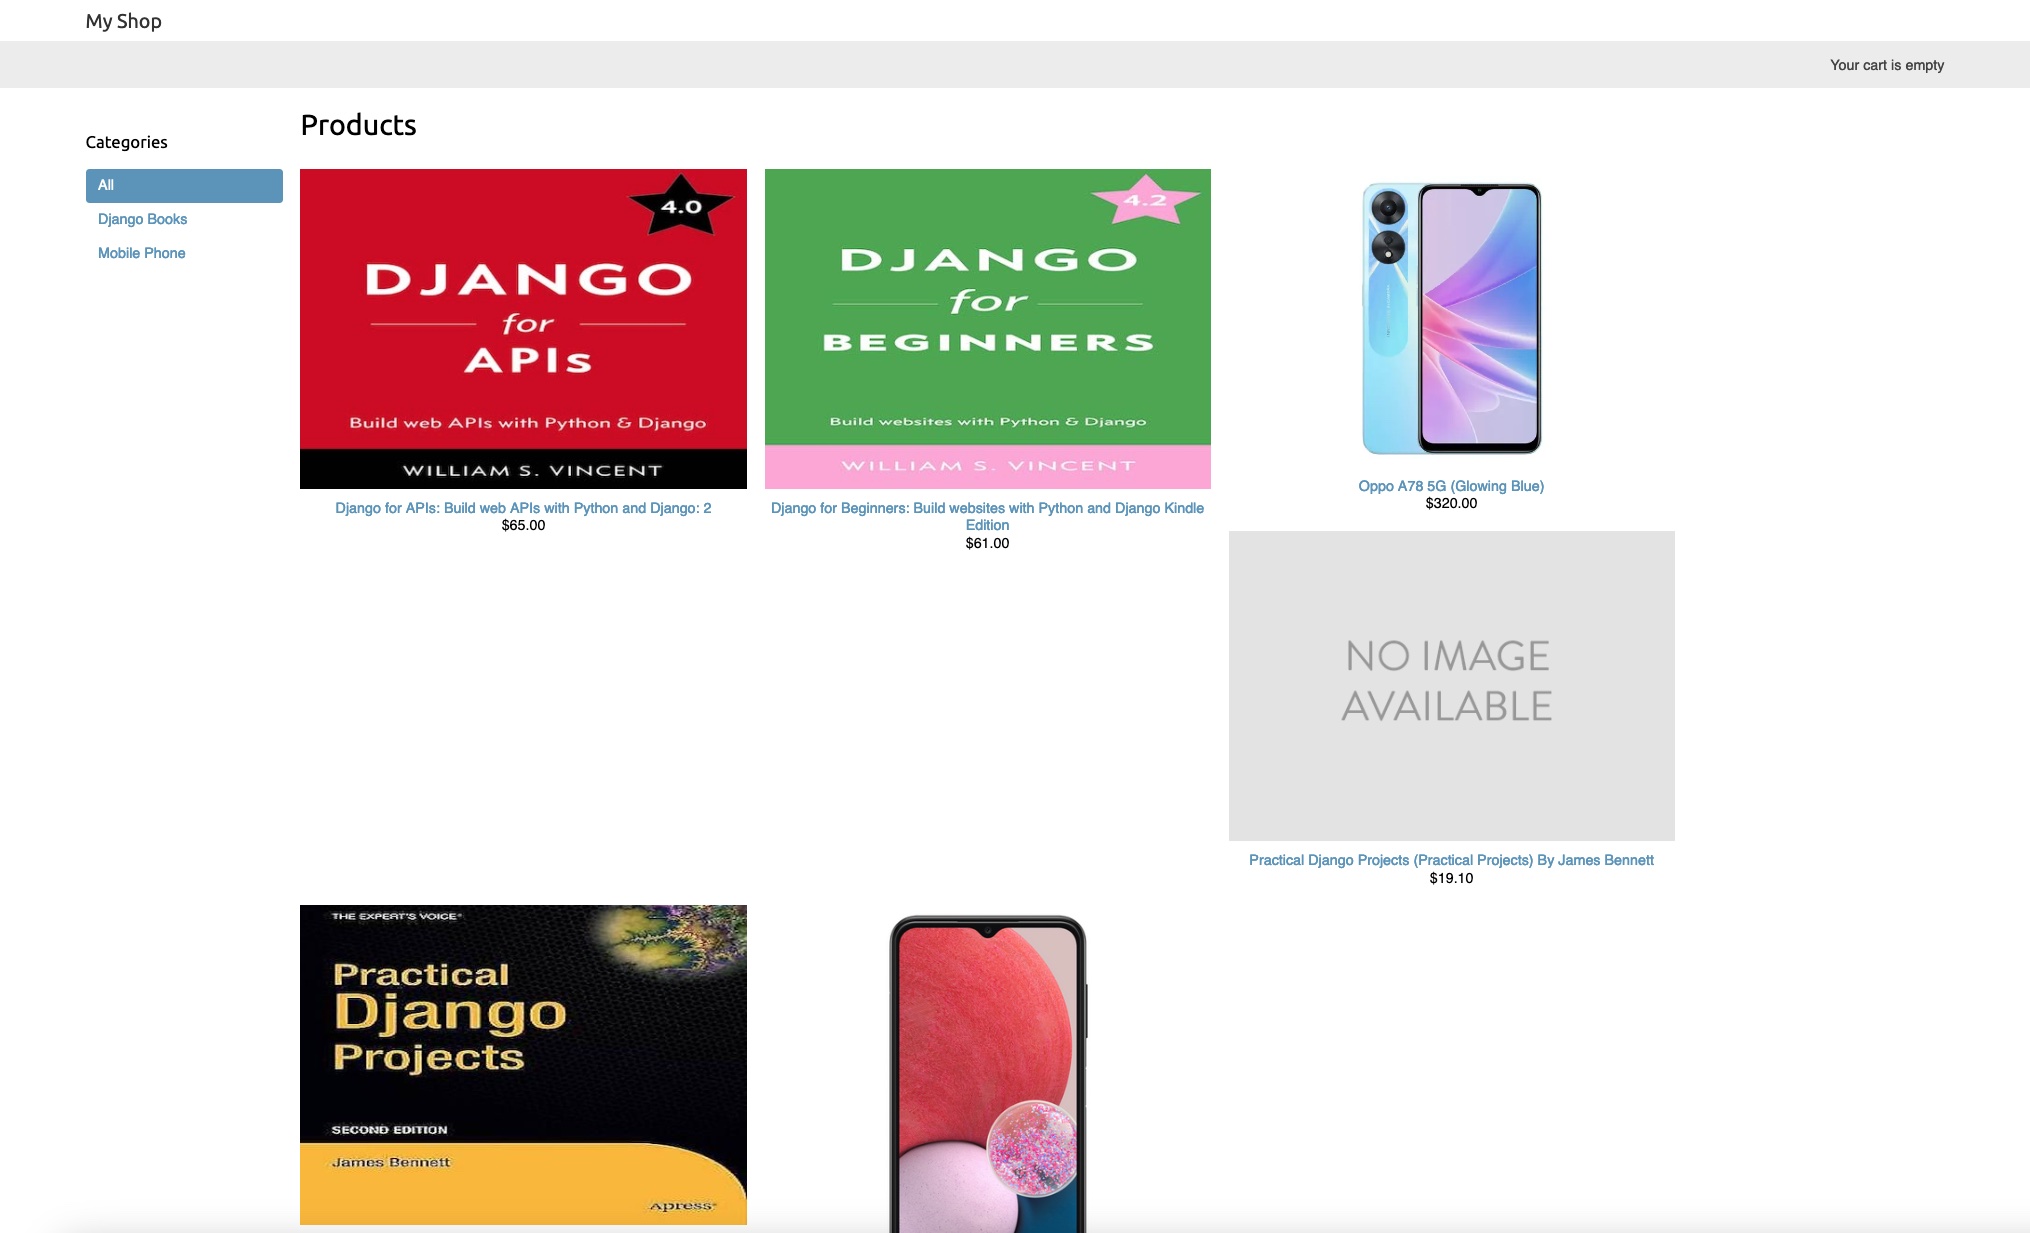 My Shop
Your cart is empty
Categories
All
Django Books
Mobile Phone
Products
4.0
DJANGO
for
APIs
Build web APIs with Python & Django
WILLIAM S. VINCENT
Django for APIs: Build web APIs with Python and Django: 2
$65.00
4.2
DJANGO
for
BEGINNERS
Build websites with Python & Django
WILLIAM S. VINCENT
Django for Beginners: Build websites with Python and Django Kindle
Edition
$61.00
Oppo A78 5G (Glowing Blue)
$320.00
NO IMAGE
AVAILABLE
Practical Django Projects (Practical Projects) By James Bennett
$19.10
THE EXPERT'S VOICE®
Practical
Django
Projects
SECOND EDITION
James Bennett
Apress®